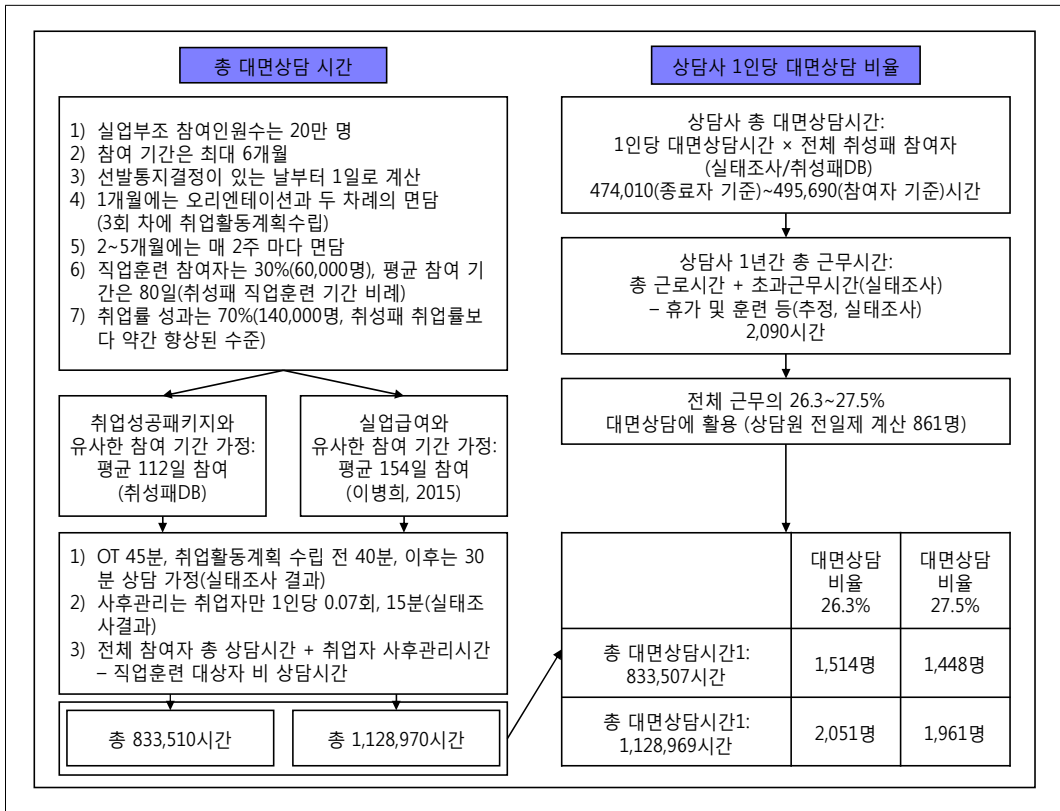 총 대면상담 시간
1) 실업부조 참여인원수는 20만 명
2) 참여 기간은 최대 6개월
3) 선발통지결정이 있는 날부터 1일로 계산
4) 1개월에는 오리엔테이션과 두 차례의 면담
(3회 차에 취업활동계획수립)
5) 2~5개월에는 매 2주 마다 면담
6) 직업훈련 참여자는 30%(60,000명), 평균 참여 기
간은 80일(취성패 직업훈련 기간 비례)
7) 취업률 성과는 70%(140,000명, 취성패 취업률보
다 약간 향상된 수준)
취업성공패키지와
유사한 참여 기간 가정:
평균 112일 참여
(취성패DB)
실업급여와
유사한 참여 기간 가정:
평균 154일 참여
(이병희, 2015)
1) OT 45분, 취업활동계획 수립 전 40분, 이후는 30
분 상담 가정(실태조사 결과)
2) 사후관리는 취업자만 1인당 0.07회, 15분(실태조
사결과)
3) 전체 참여자 총 상담시간 + 취업자 사후관리시간
– 직업훈련 대상자 비 상담시간
총 833,510시간
총 1,128,970시간
상담사 1인당 대면상담 비율
상담사 총 대면상담시간:
1인당 대면상담시간 × 전체 취성패 참여자
(실태조사/취성패DB)
474,010(종료자 기준)~495,690(참여자 기준)시간
상담사 1년간 총 근무시간:
총 근로시간 + 초과근무시간(실태조사)
– 휴가 및 훈련 등(추정, 실태조사)
2,090시간
전체 근무의 26.3~27.5%
대면상담에 활용 (상담원 전일제 계산 861명)
대면상담
비율
26.3%
대면상담
비율
27.5%
총 대면상담시간1:
833,507시간
1,514명
1,448명
총 대면상담시간1:
1,128,969시간
2,051명
1,961명